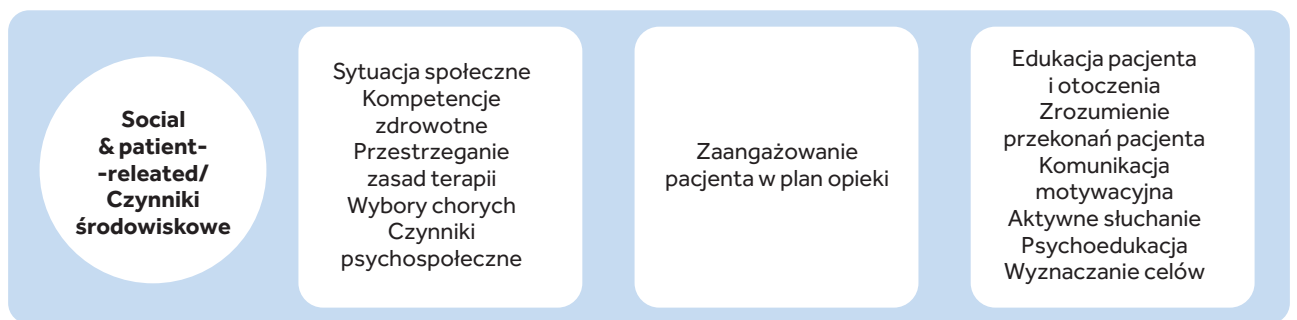 Social
& patient-
-releated/
Czynniki
środowiskowe
Sytuacja społeczne
Kompetencje
zdrowotne
Przestrzeganie
zasad terapii
Wybory chorych
Czynniki
psychospołeczne
Zaangażowanie
pacjenta w plan opieki
Edukacja pacjenta
i otoczenia
Zrozumienie
przekonań pacjenta
Komunikacja
motywacyjna
Aktywne słuchanie
Psychoedukacja
Wyznaczanie celów